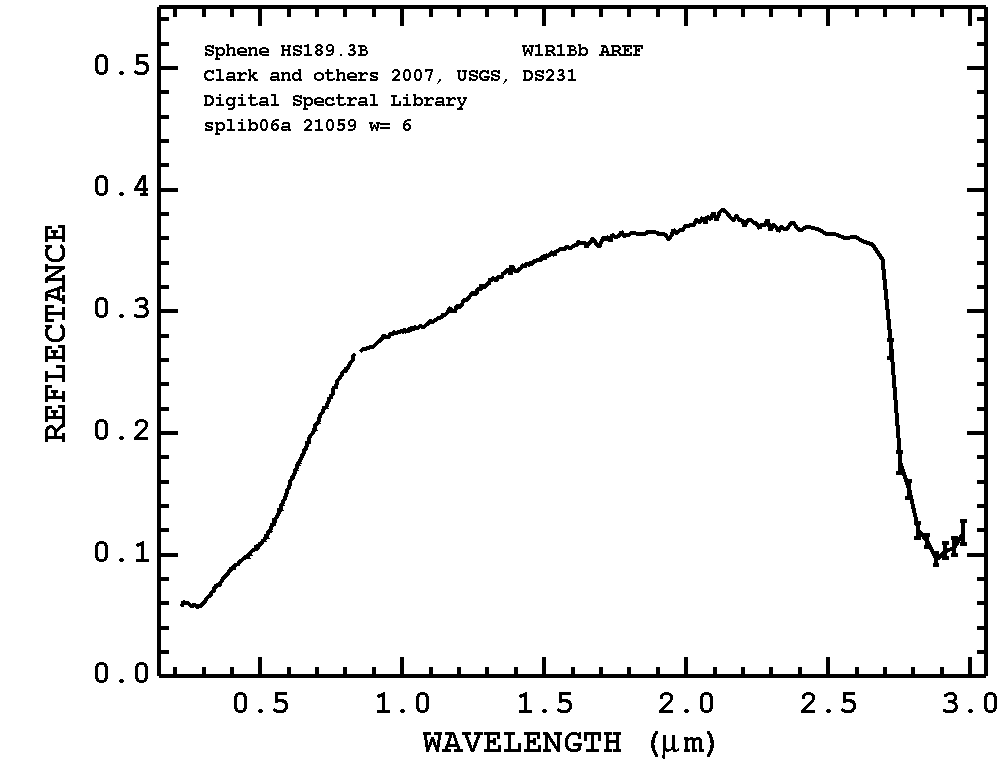 Sphene HS189.3B W1R1Bb AREF
Clark and others 2007, USGS, DS231
Digital Spectral Library
splib06a 21059 w= 6
0.5
0.4
0.3
0.2
0.1
0.0
REFLECTANCE
0.5 1.0 1.5 2.0 2.5 3.0
WAVELENGTH (μm)